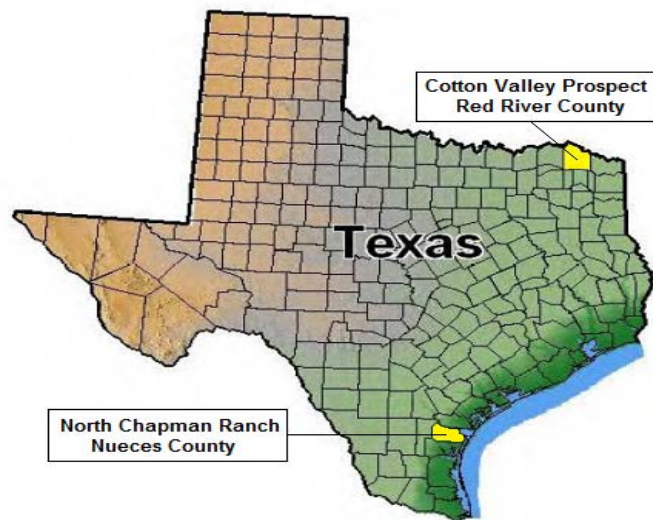 Cotton Valley Prospect
Red River County
Texas
North Chapman Ranch
Nueces County